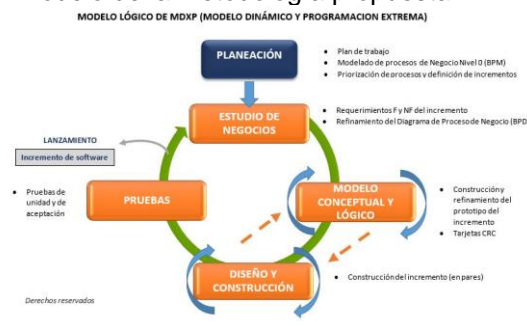 MODELO LÓGICO DE MDXP (MODELO DINÁMICO Y PROGRAMACION EXTREMA)
PLANEACIÓN
• Plan de trabajo
• Modelado de procesos de Negocio Nivel 0 (BPM)
• Priorización de procesos y definición de incrementos
ESTUDIO DE
NEGOCIOS
• Requerimientos F y NF del incremento
• Refinamiento del Diagrama de Proceso de Negocio (BPD
LANZAMIENTO
Incremento de software
• Pruebas de
unidad y de
aceptación
PRUEBAS
MODELO
CONCEPTUAL Y
LÓGICO
• Construcción y
refinamiento del
prototipo del
incremento
• Tarjetas CRC
DISEÑO Y
CONSTRUCCIÓN
• Construcción del incremento (en pares)
Derechos reservados